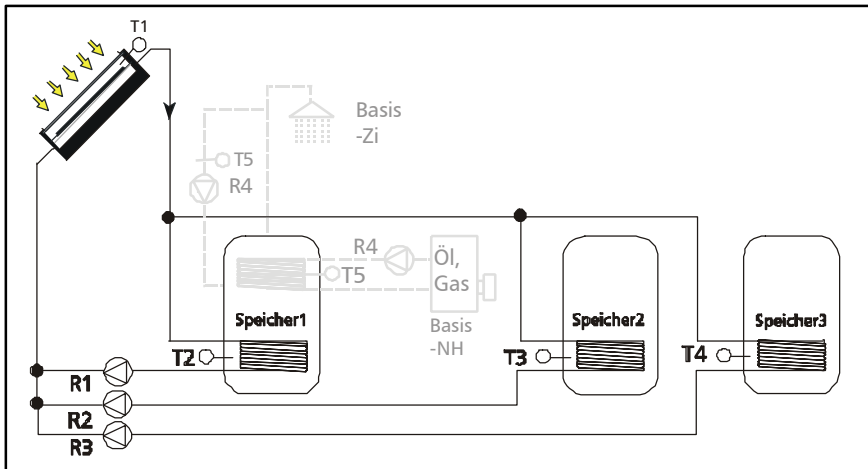 T1
Basis
-Zi
T5
R4
R4
T5
Öl,
Gas
Basis
-NH
Speicher1
Speicher2
Speicher3
T2
T3
T4
R1
R2
R3